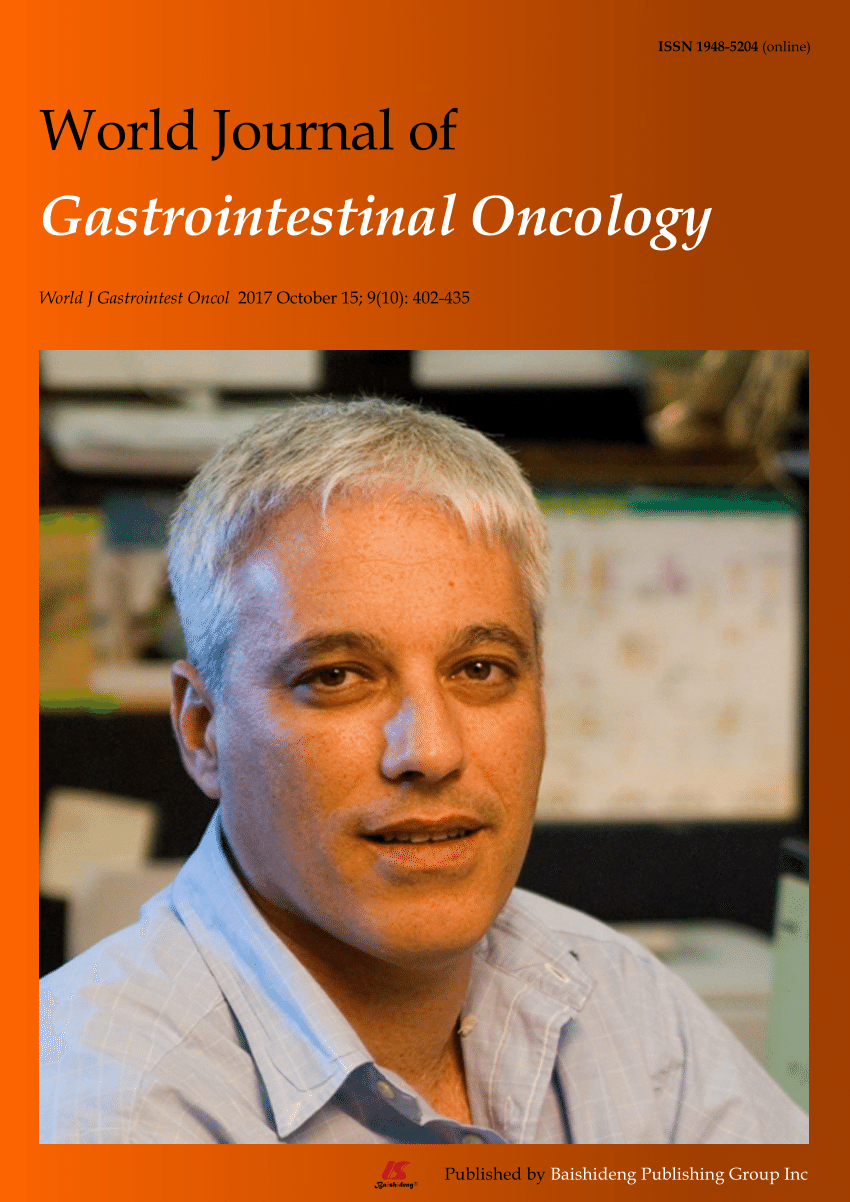 ISSN 1948-5204 (online)
World Journal of
Gastrointestinal Oncology
World J Gastrointest Oncol 2017 October 15; 9(10): 402-435
Baishideng®
Published by Baishideng Publishing Group Inc